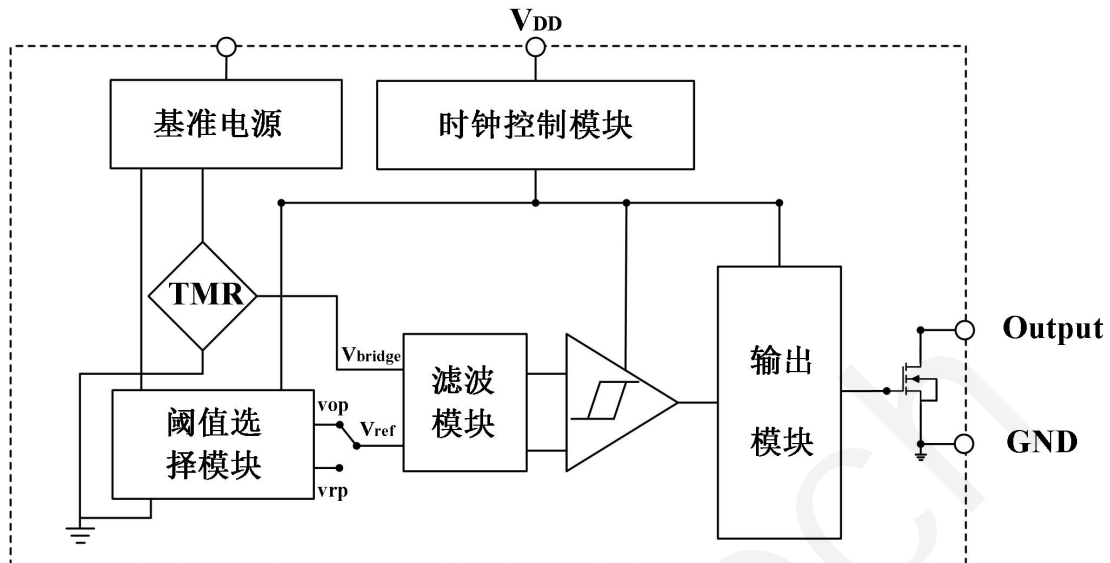 VDD
基准电源
时钟控制模块
TMR
Vbridge
滤波
模块
阈值选
择模块
vop
Vref
vrp
输出
模块
Output
GND